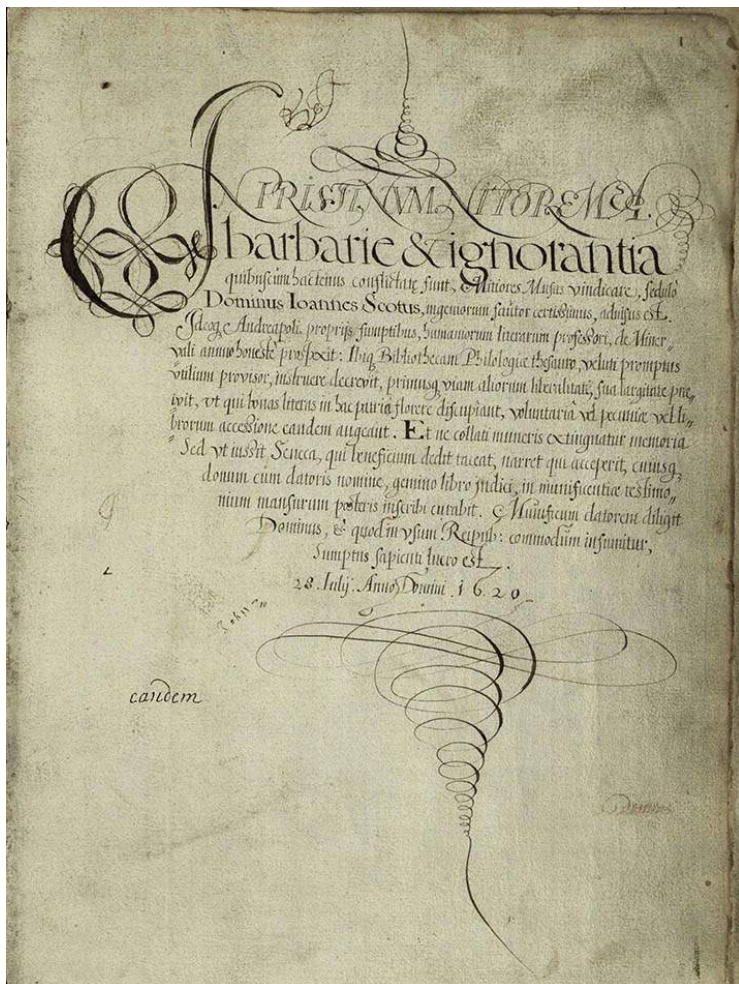 1
IN PRISTINUM NITOREM E
barbarie & ignorantia
quibuscum hactenus conflictatæ sunt, Mitiores Musas vindicare, sedulò
Dominus Ioannes Scotus, ingeniorum fautor certissimus, adnisus est.
Ideoq; Andreapoli proprijs sumptibus, humaniorum literarum professori, de Miner„
vali annuo honestè prospexit: Ibiq; Bibliothecam Philologiæ thesauro, veluti promptus
vtilium provisor, instruere decrevit, primusq; viam aliorum liberalitati, sua largitate præ„
ivit, vt qui bonas literas in hac patria florere discupiant, voluntaria vel pecuniæ vel li„
brorum accessione eandem augeant. Et ne collati muneris extinguatur memoria
Sed vt iussit Seneca, qui beneficium dedit taceat, narret qui acceperit, cuiusq;
donum cum datoris nomine, gemino libro indici, in munificentiæ testimo„
nium mansurum posteris inscribi curabit. Munificum datorem diligit
Dominus, & quod in vsum Reipub: commodum insumitur,
Sumptus sapienti lucro est.
28. Iulij. Anno Domini. 1620.
eandem